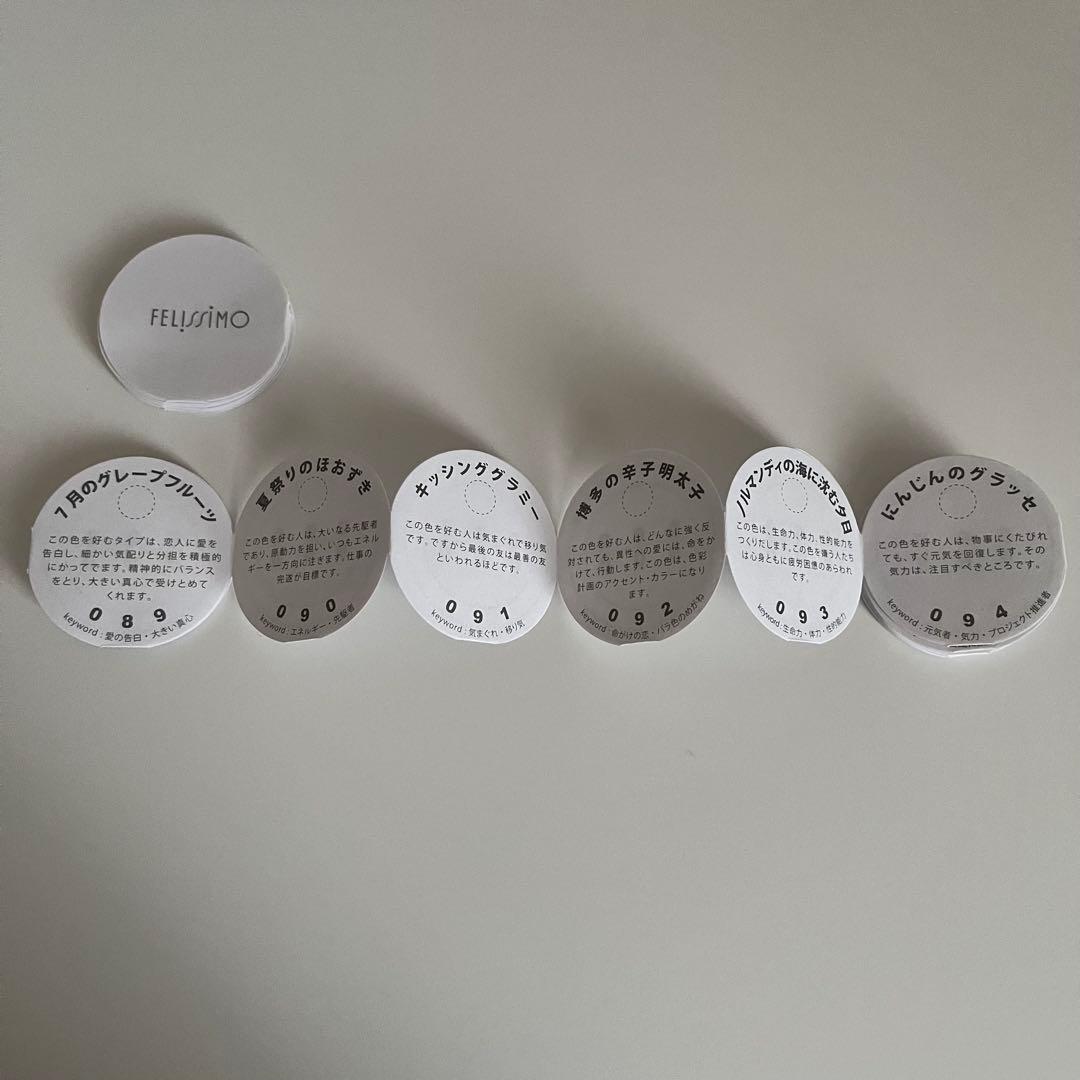 FELISSIMO
1月のグレープフルーツ
この色を好むタイプは、恋人に愛を
告白し、細かい気配りと分担を積極的
にかってでます。精神的にバランス
をとり、大きい真心で受けとめて
くれます。
089
keyword : 愛の告白・大きい真心
夏祭りのほおずき
この色を好む人は、大いなる先駆者
であり、原動力を担い、いつもエネル
ギーを一方向に注ぎます。仕事の
完遂が目標です。
090
keyword : エネルギー・先駆者
キッシンググラミー
この色を好む人は気まぐれで移り気
です。ですから最後の友は最善の友
といわれるほどです。
091
keyword : 気まぐれ・移り気
博多の辛子明太子
この色を好む人は、どんなに強く反
対されても、異性への愛には、命をか
けて、行動します。この色は、色彩
計画のアクセント・カラーになり
ます。
092
keyword : 命がけの恋・バラ色のめがね
ノルマンディの海に沈む夕日
この色は、生命力、体力、性的能力を
つくりだします。この色を嫌う人たち
は心身ともに疲労困憊のあらわれ
です。
093
keyword : 生命力・体力・性的能力
にんじんのグラッセ
この色を好む人は、物事にくたびれ
ても、すぐ元気を回復します。その
気力は、注目すべきところです。
094
keyword : 元気者・気力・プロジェクト推進者